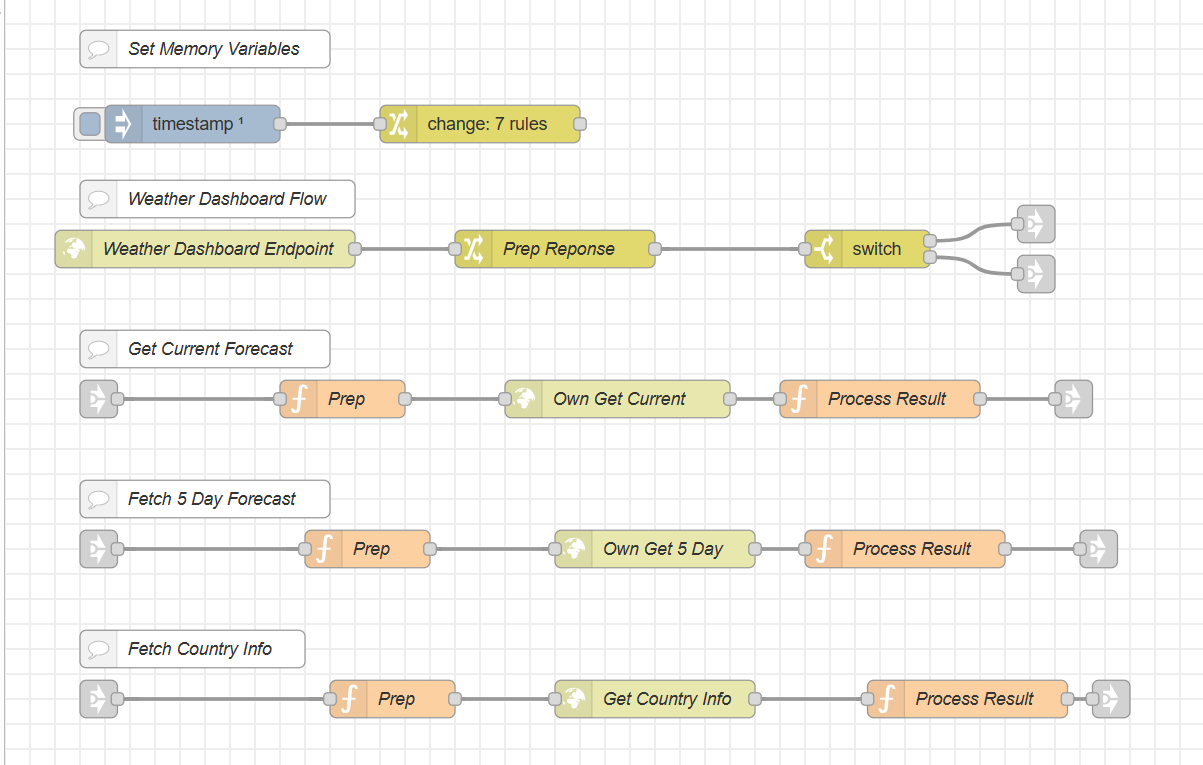 Set Memory Variables
timestamp ¹
change: 7 rules
Weather Dashboard Flow
Weather Dashboard Endpoint
Prep Reponse
switch
Get Current Forecast
Prep
Own Get Current
Process Result
Fetch 5 Day Forecast
Prep
Own Get 5 Day
Process Result
Fetch Country Info
Prep
Get Country Info
Process Result